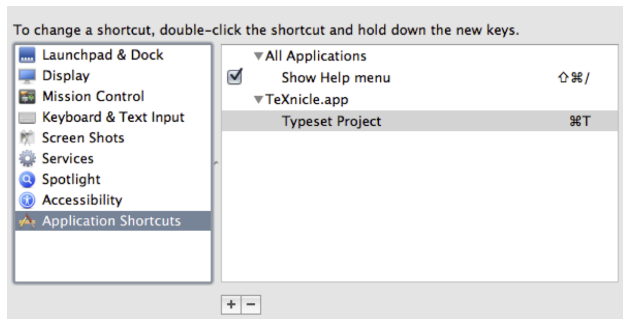 To change a shortcut, double-click the shortcut and hold down the new keys.
Launchpad & Dock
Display
Mission Control
Keyboard & Text Input
Screen Shots
Services
Spotlight
Accessibility
Application Shortcuts
▼All Applications
Show Help menu ⇧⌘/
▼TeXnicle.app
Typeset Project ⌘T
+ −